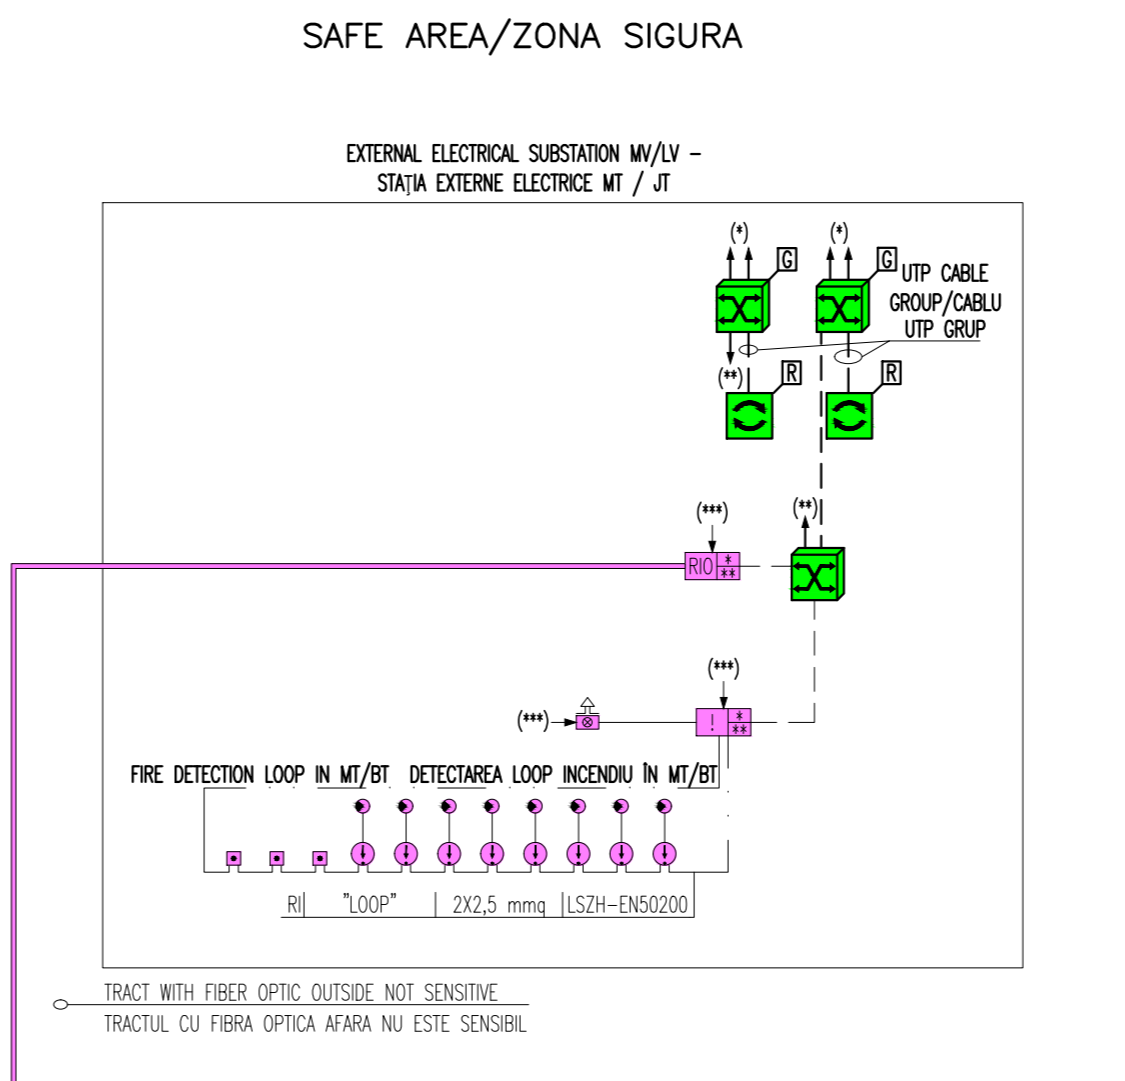 SAFE AREA/ZONA SIGURA
EXTERNAL ELECTRICAL SUBSTATION MV/LV –
STAŢIA EXTERNE ELECTRICE MT / JT
(*)
(*)
G
G
UTP CABLE
GROUP/CABLU
UTP GRUP
(**)
R
R
(***)
(**)
RIO
*
**
(***)
(***)
!
*
**
FIRE DETECTION LOOP IN MT/BT DETECTAREA LOOP INCENDIU ÎN MT/BT
RI "LOOP" 2X2,5 mmq LSZH-EN50200
TRACT WITH FIBER OPTIC OUTSIDE NOT SENSITIVE
TRACTUL CU FIBRA OPTICA AFARA NU ESTE SENSIBIL